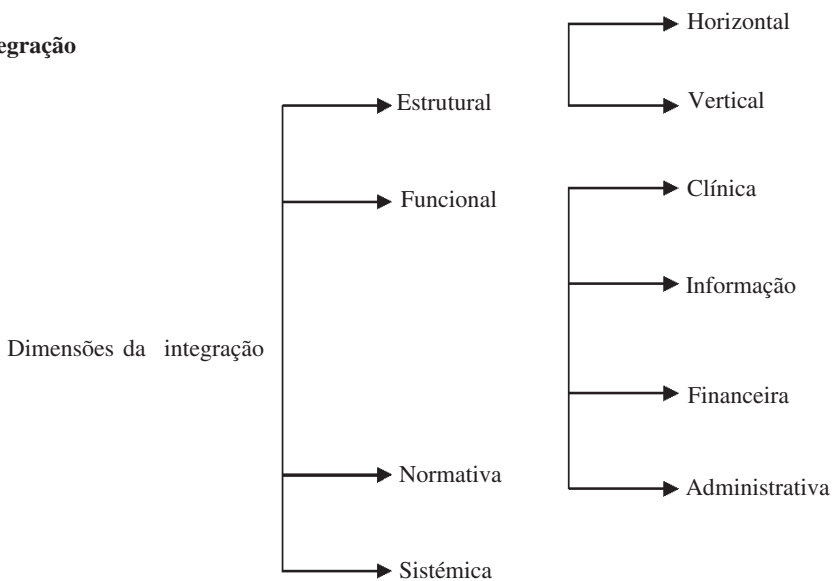 egração
Dimensões da integração
Estrutural
Horizontal
Vertical
Funcional
Clínica
Informação
Financeira
Administrativa
Normativa
Sistémica